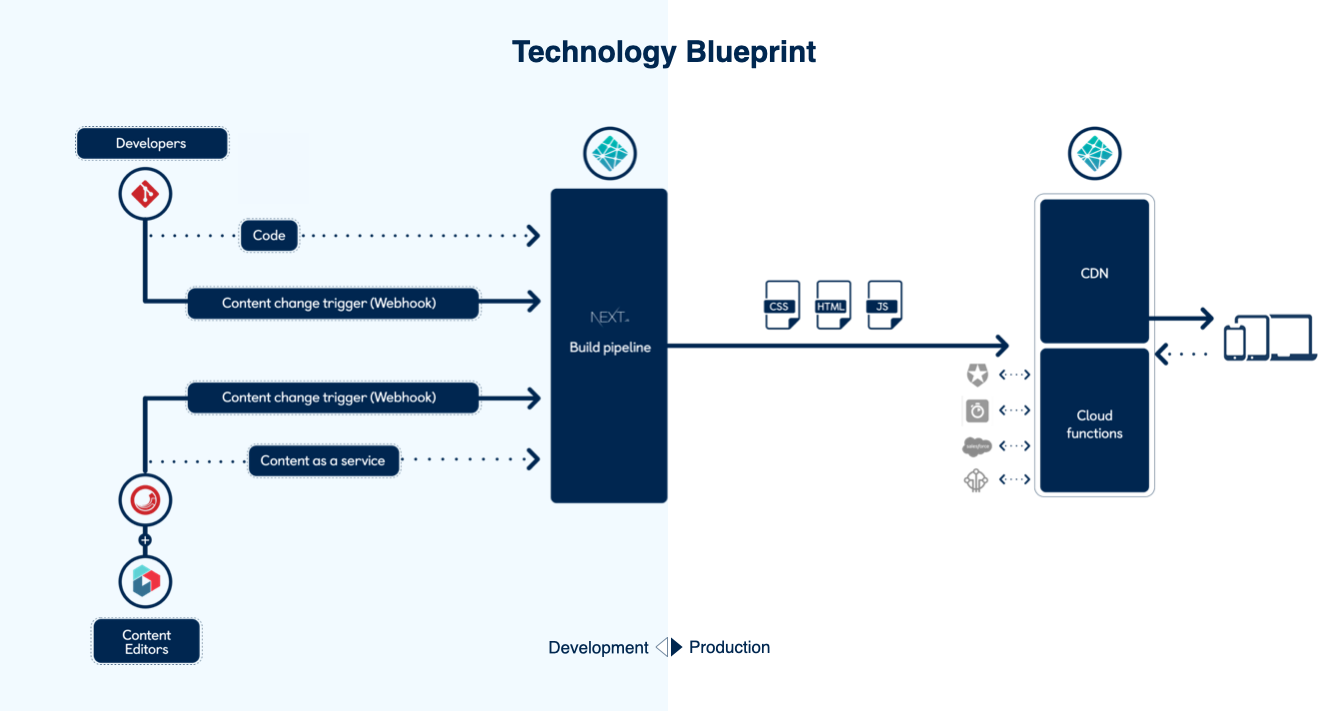 Technology Blueprint
Developers
Code
Content change trigger (Webhook)
NEXT.
Build pipeline
Content change trigger (Webhook)
Content as a service
Content
Editors
CSS
HTML
JS
CDN
Cloud
functions
salesforce
Development
Production